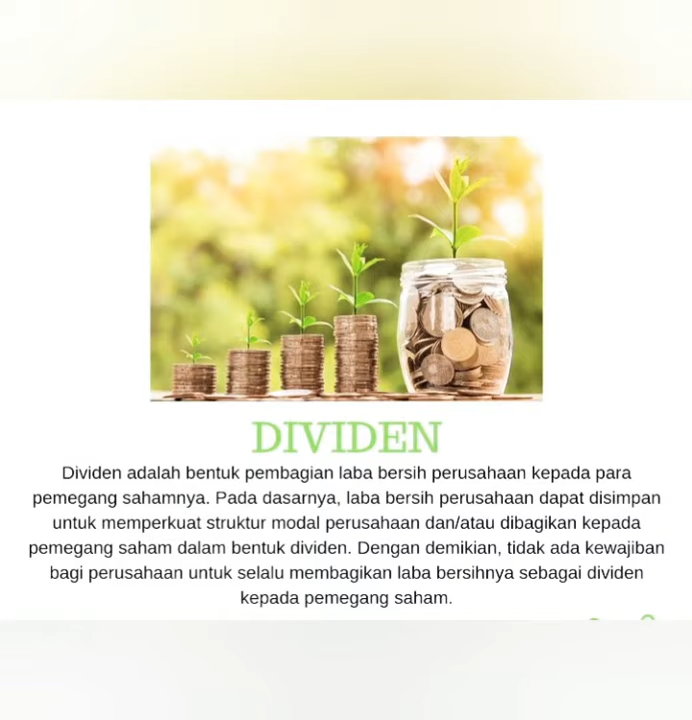 DIVIDEN
Dividen adalah bentuk pembagian laba bersih perusahaan kepada para
pemegang sahamnya. Pada dasarnya, laba bersih perusahaan dapat disimpan
untuk memperkuat struktur modal perusahaan dan/atau dibagikan kepada
pemegang saham dalam bentuk dividen. Dengan demikian, tidak ada kewajiban
bagi perusahaan untuk selalu membagikan laba bersihnya sebagai dividen
kepada pemegang saham.